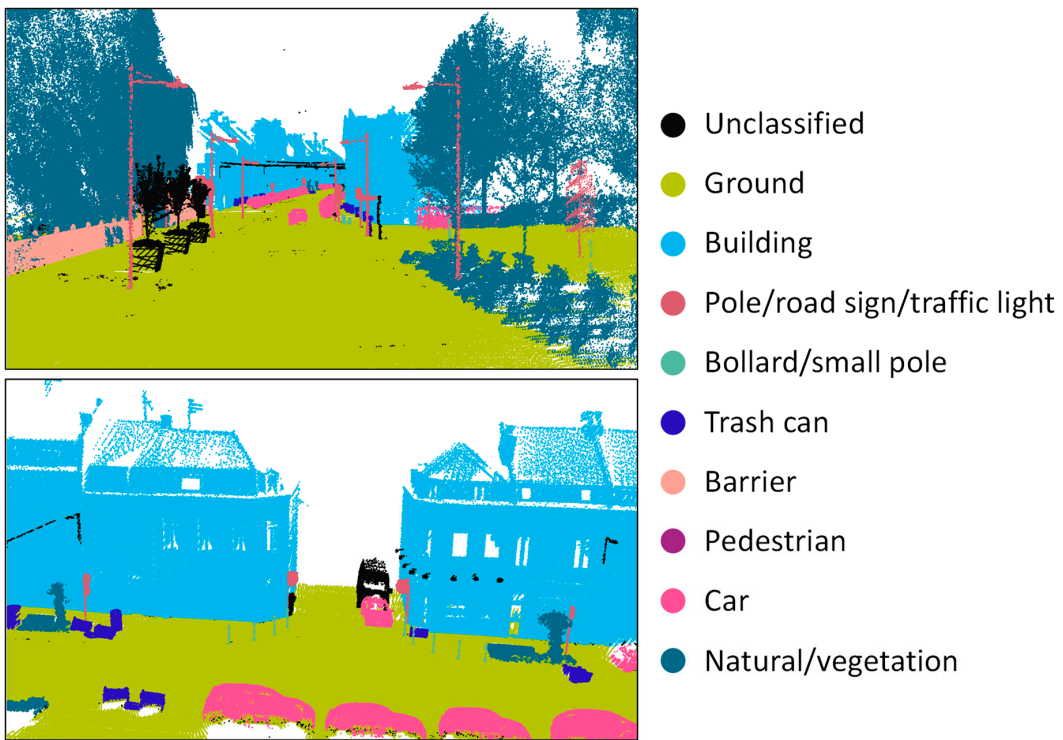 Unclassified
Ground
Building
Pole/road sign/traffic light
Bollard/small pole
Trash can
Barrier
Pedestrian
Car
Natural/vegetation